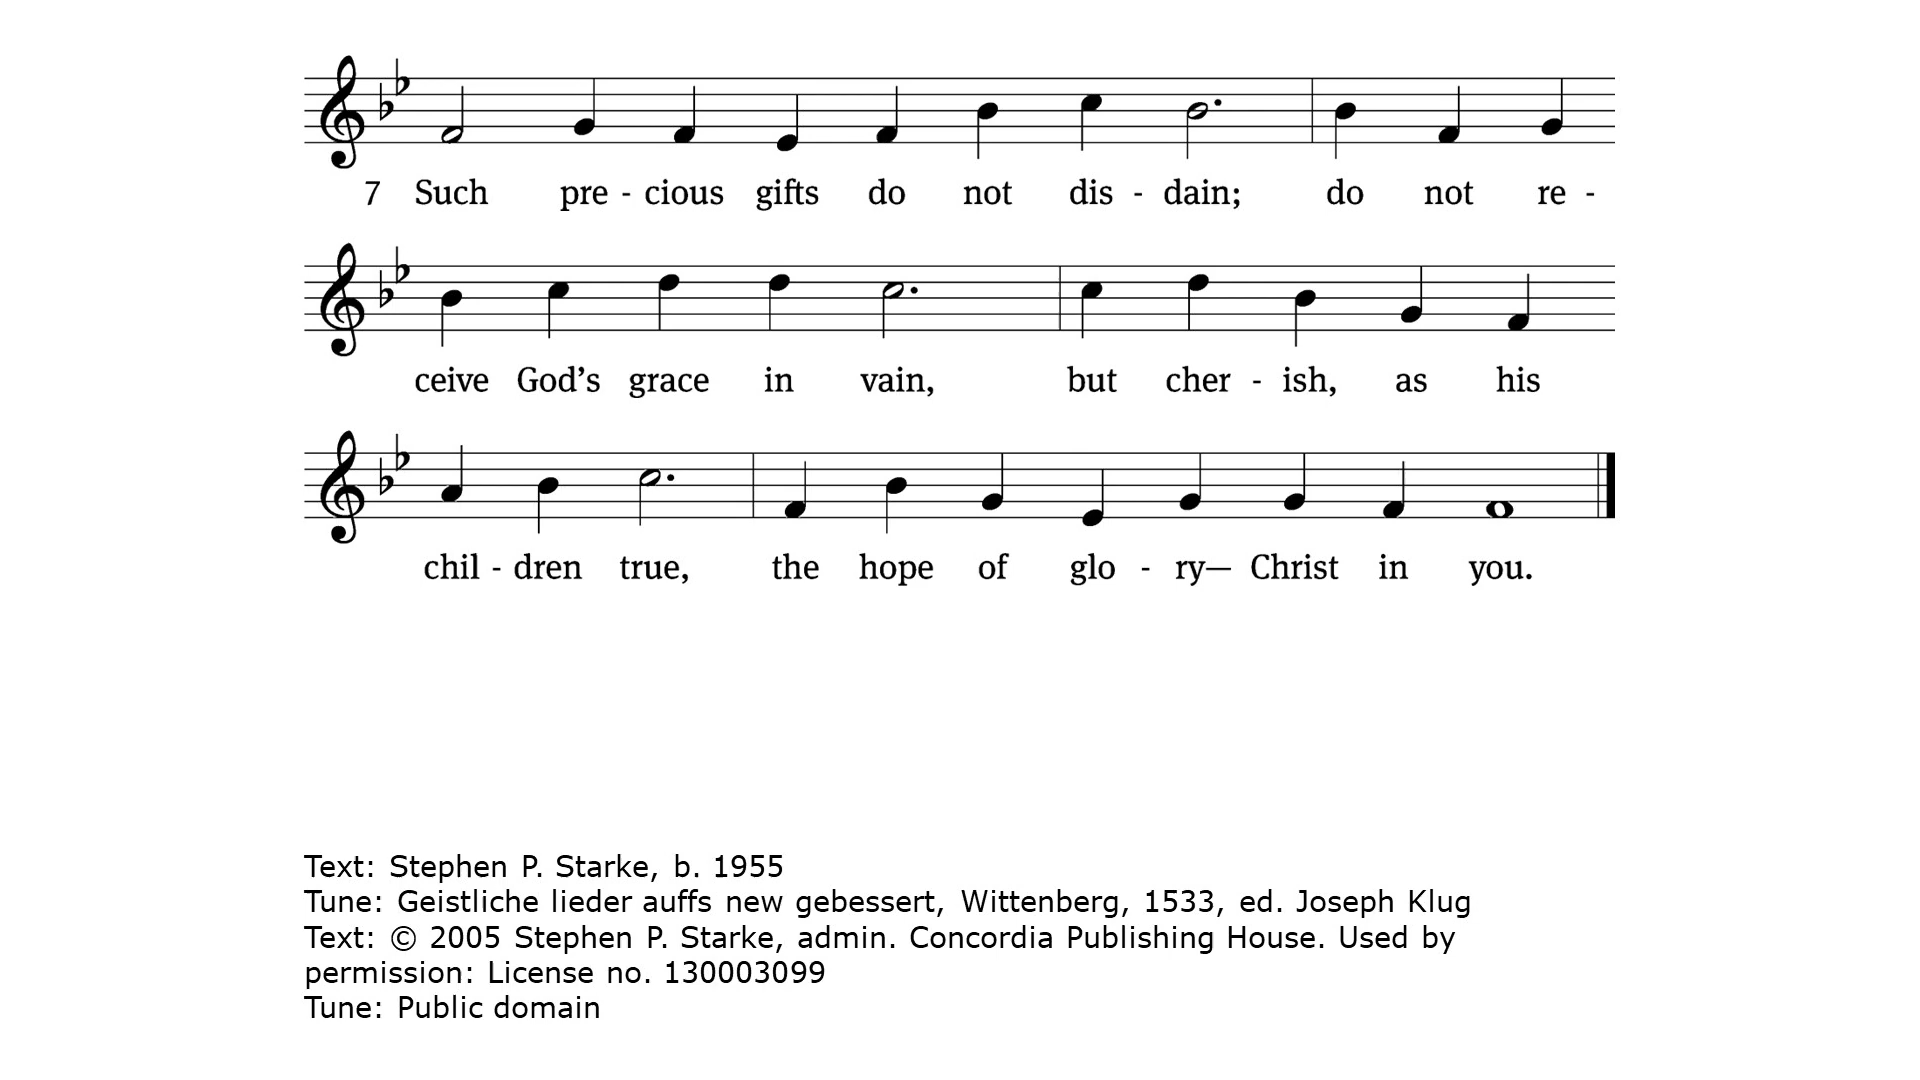 7 Such pre - cious gifts do not dis - dain; do not re -
ceive God’s grace in vain, but cher - ish, as his
chil - dren true, the hope of glo - ry— Christ in you.
Text: Stephen P. Starke, b. 1955
Tune: Geistliche lieder auffs new gebessert, Wittenberg, 1533, ed. Joseph Klug
Text: © 2005 Stephen P. Starke, admin. Concordia Publishing House. Used by
permission: License no. 130003099
Tune: Public domain